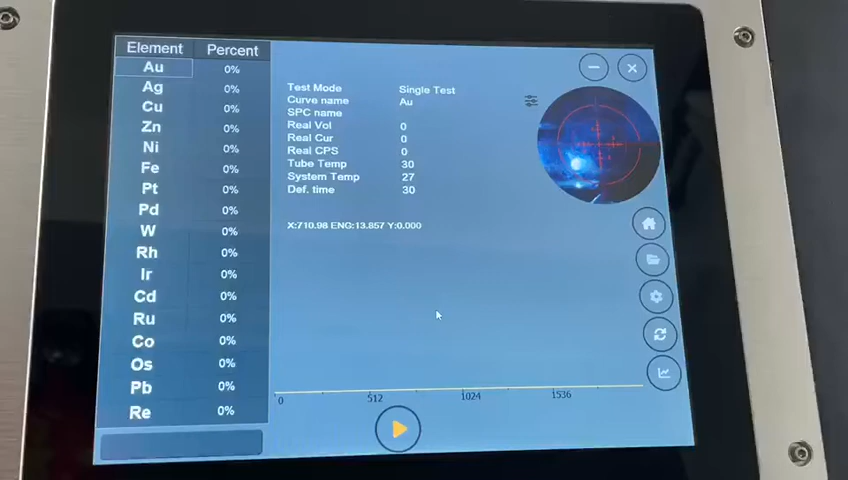 Element Percent
Au 0%
Ag 0%
Cu 0%
Zn 0%
Ni 0%
Fe 0%
Pt 0%
Pd 0%
W 0%
Rh 0%
Ir 0%
Cd 0%
Ru 0%
Co 0%
Os 0%
Pb 0%
Re 0%
Test Mode Single Test
Curve name Au
SPC name
Real Vol 0
Real Cur 0
Real CPS 0
Tube Temp 30
System Temp 27
Def. time 30
X:710.98 ENG:13.857 Y:0.000
0 512 1024 1536